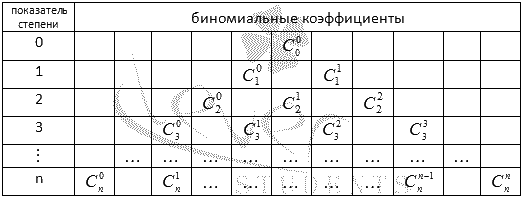 показатель степени биномиальные коэффициенты
0 C₀⁰
1 C₁⁰ C₁¹
2 C₂⁰ C₂¹ C₂²
3 C₃⁰ C₃¹ C₃² C₃³
⋮ ... ... ... ... ... ... ... ... ...
n Cₙ⁰ Cₙ¹ ... ... ... ... ... Cₙⁿ⁻¹ Cₙⁿ
STUDENTS